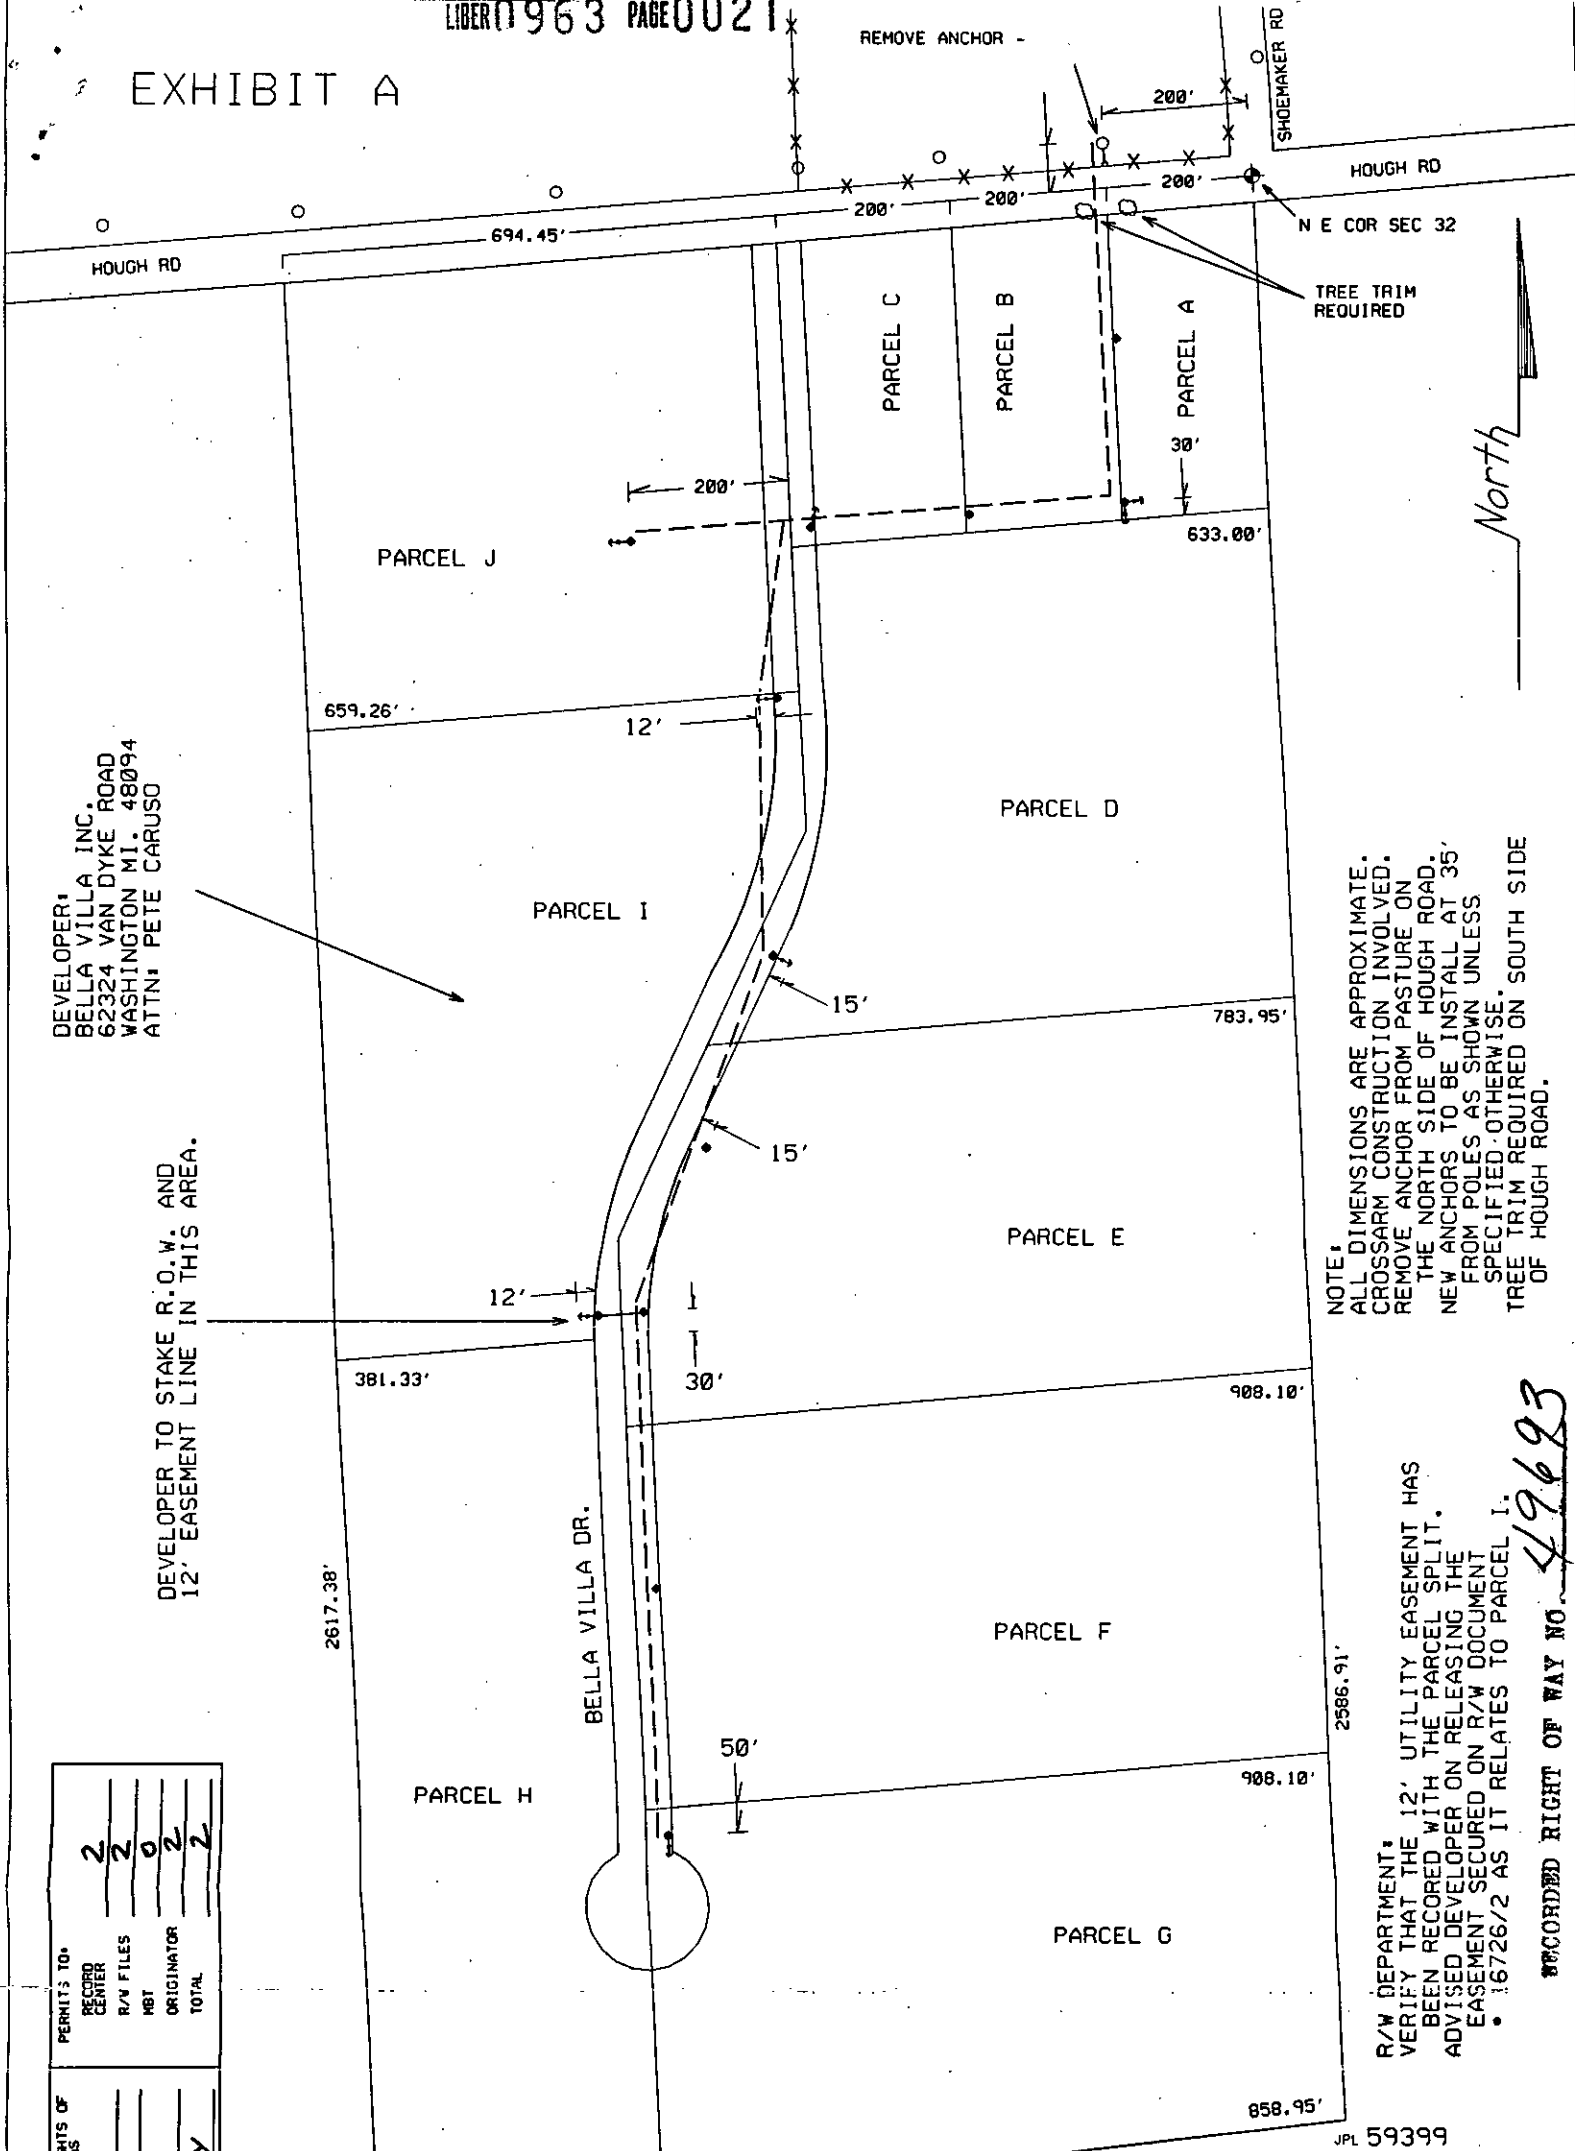 LIBER 0963 PAGE 0021
EXHIBIT A
REMOVE ANCHOR -
SHOEMAKER RD
200'
HOUGH RD
200'
200'
200'
694.45'
N E COR SEC 32
HOUGH RD
TREE TRIM
REQUIRED
PARCEL C
PARCEL B
PARCEL A
30'
North
200'
633.00'
PARCEL J
659.26'
12'
DEVELOPER:
BELLA VILLA INC.
62324 VAN DYKE ROAD
WASHINGTON MI. 48094
ATTN: PETE CARUSO
PARCEL D
PARCEL I
15'
783.95'
15'
DEVELOPER TO STAKE R.O.W. AND
12' EASEMENT LINE IN THIS AREA.
PARCEL E
12'
30'
381.33'
908.10'
NOTE:
ALL DIMENSIONS ARE APPROXIMATE.
CROSSARM CONSTRUCTION INVOLVED.
REMOVE ANCHOR FROM PASTURE ON
THE NORTH SIDE OF HOUGH ROAD.
NEW ANCHORS TO BE INSTALL AT 35'
FROM POLES AS SHOWN UNLESS
SPECIFIED OTHERWISE.
TREE TRIM REQUIRED ON SOUTH SIDE
OF HOUGH ROAD.
2617.38'
BELLA VILLA DR.
PARCEL F
2586.91'
50'
908.10'
PARCEL H
PARCEL G
PERMITS TO:
RECORD
CENTER 2
R/W FILES 2
MBT 0
ORIGINATOR 2
TOTAL 2
R/W DEPARTMENT:
VERIFY THAT THE 12' UTILITY EASEMENT HAS
BEEN RECORDED WITH THE PARCEL SPLIT.
ADVISED DEVELOPER ON RELEASING THE
EASEMENT SECURED ON R/W DOCUMENT
• 16726/2 AS IT RELATES TO PARCEL I.
RECORDED RIGHT OF WAY NO. 49693
858.95'
JPL 59399